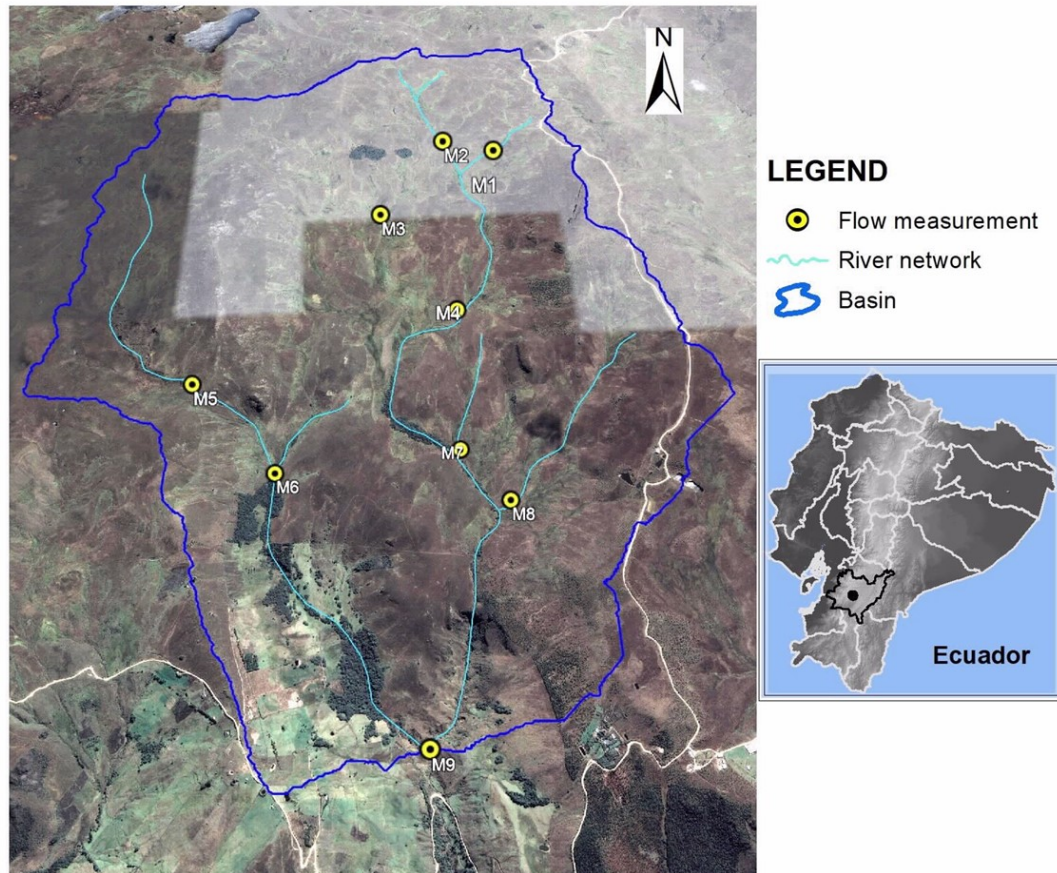 N
M2
M1
M3
M4
M5
M7
M6
M8
M9
LEGEND
Flow measurement
River network
Basin
Ecuador